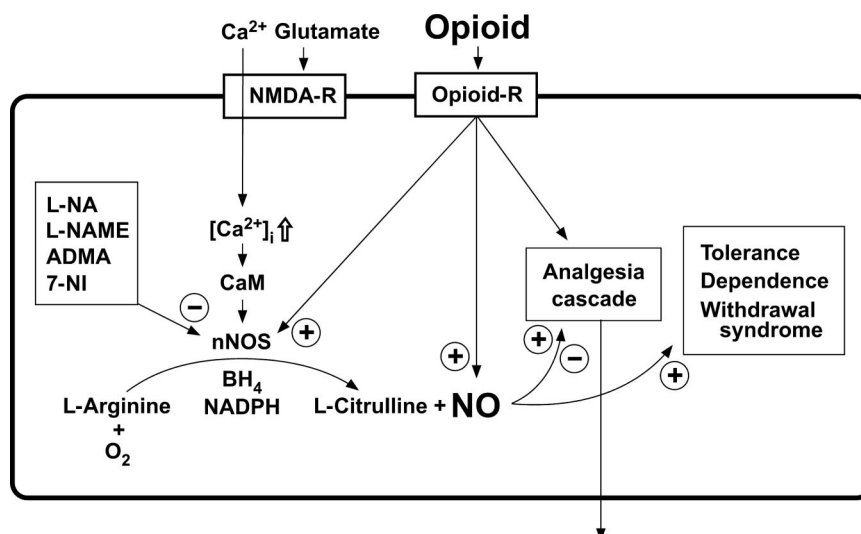 Ca²⁺ Glutamate
Opioid
NMDA-R
Opioid-R
L-NA
L-NAME
ADMA
7-NI
[Ca²⁺]ᵢ⇧
CaM
nNOS
−
+
BH₄
NADPH
L-Arginine
+
O₂
L-Citrulline + NO
+
Analgesia
cascade
+
−
Tolerance
Dependence
Withdrawal
syndrome
+